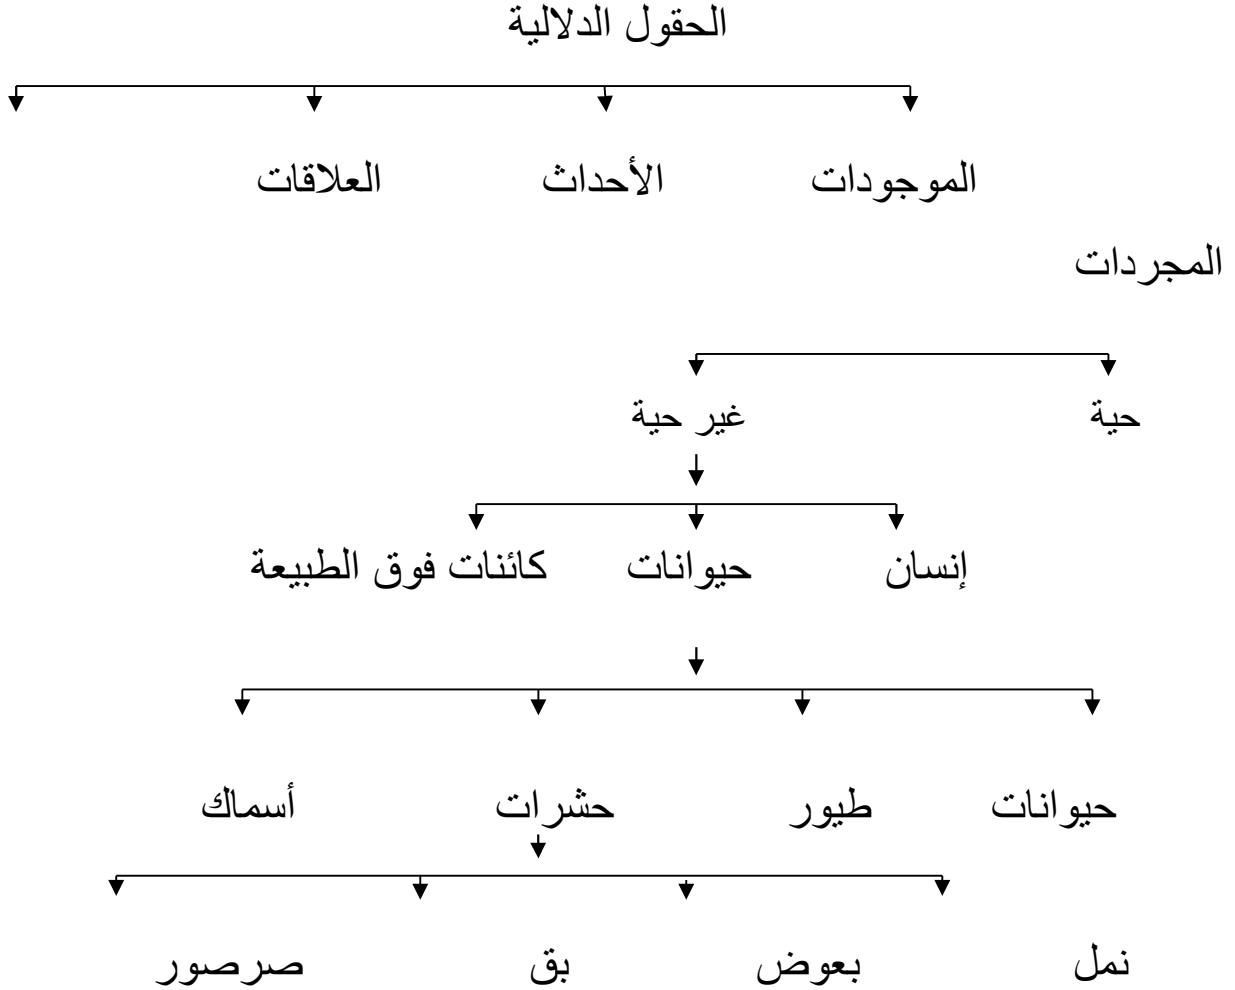 الحقول الدلالية
الموجودات الأحداث العلاقات
المجردات
حية غير حية
إنسان حيوانات كائنات فوق الطبيعة
حيوانات طيور حشرات أسماك
نمل بعوض بق صرصور